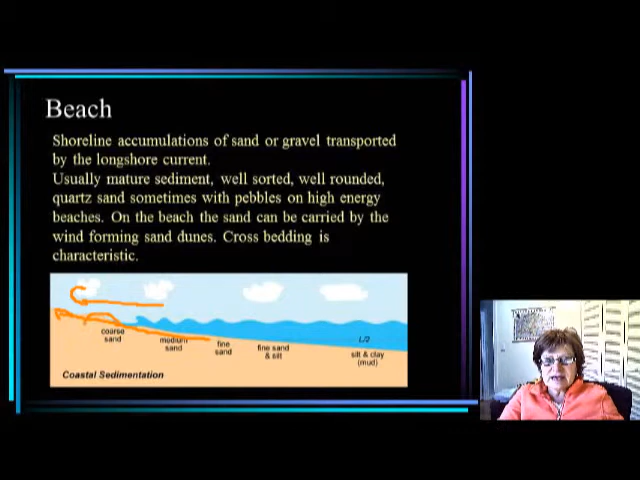 Beach
Shoreline accumulations of sand or gravel transported
by the longshore current.
Usually mature sediment, well sorted, well rounded,
quartz sand sometimes with pebbles on high energy
beaches. On the beach the sand can be carried by the
wind forming sand dunes. Cross bedding is
characteristic.
coarse
sand
medium
sand
fine
sand
fine sand
& silt
silt & clay
(mud)
Coastal Sedimentation